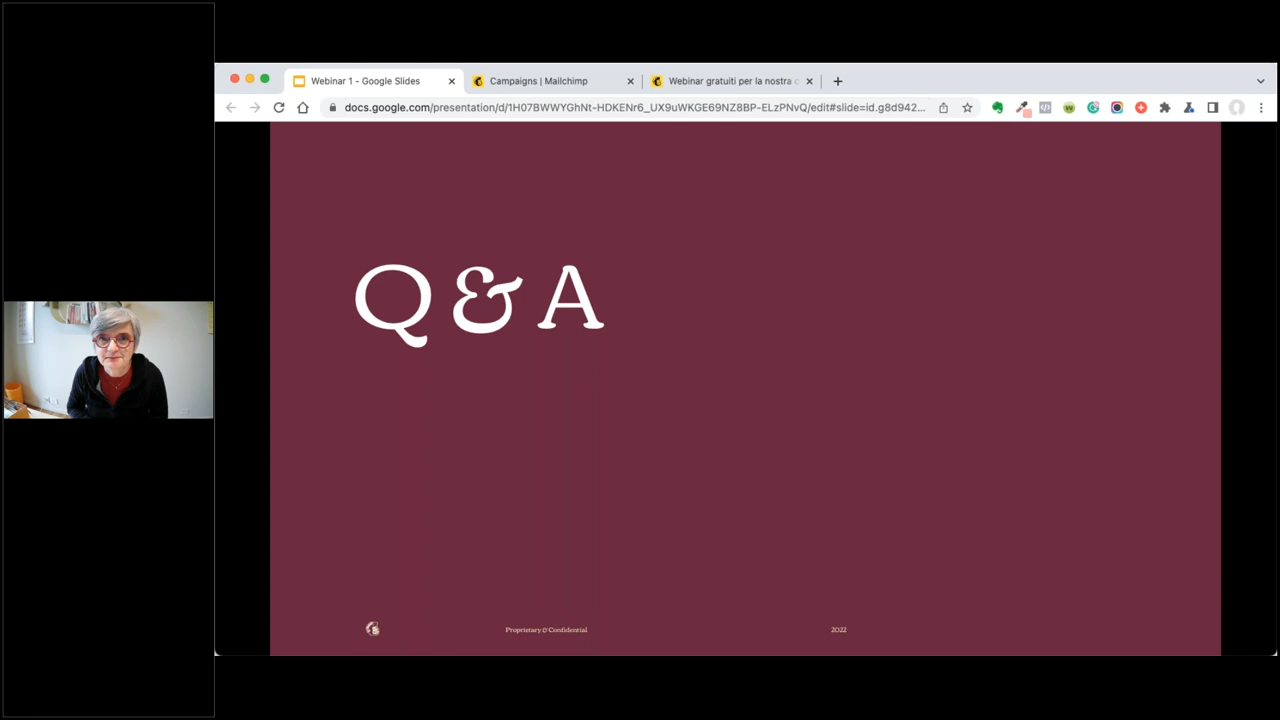 Webinar 1 - Google Slides
Campaigns | Mailchimp
Webinar gratuiti per la nostra c
docs.google.com/presentation/d/1H07BWWYGhNt-HDKENr6_UX9uWKGE69NZ8BP-ELzPNvQ/edit#slide=id.g8d942...
Q & A
Proprietary & Confidential
2022